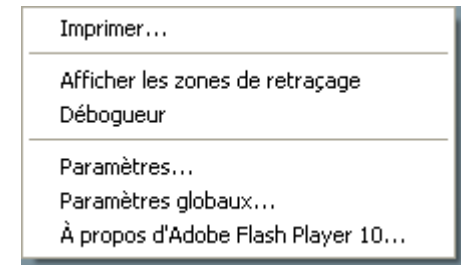 Imprimer...
Afficher les zones de retraçage
Débogueur
Paramètres...
Paramètres globaux...
À propos d'Adobe Flash Player 10...